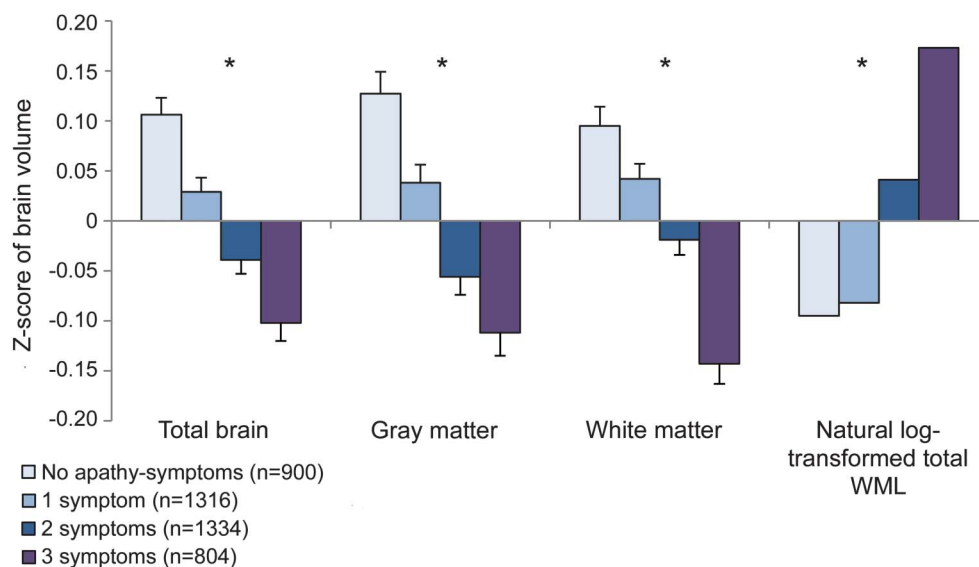 Z-score of brain volume
0.20
0.15
0.10
0.05
0
-0.05
-0.10
-0.15
-0.20
* * * *
Total brain
Gray matter
White matter
Natural log-
transformed total
WML
No apathy-symptoms (n=900)
1 symptom (n=1316)
2 symptoms (n=1334)
3 symptoms (n=804)